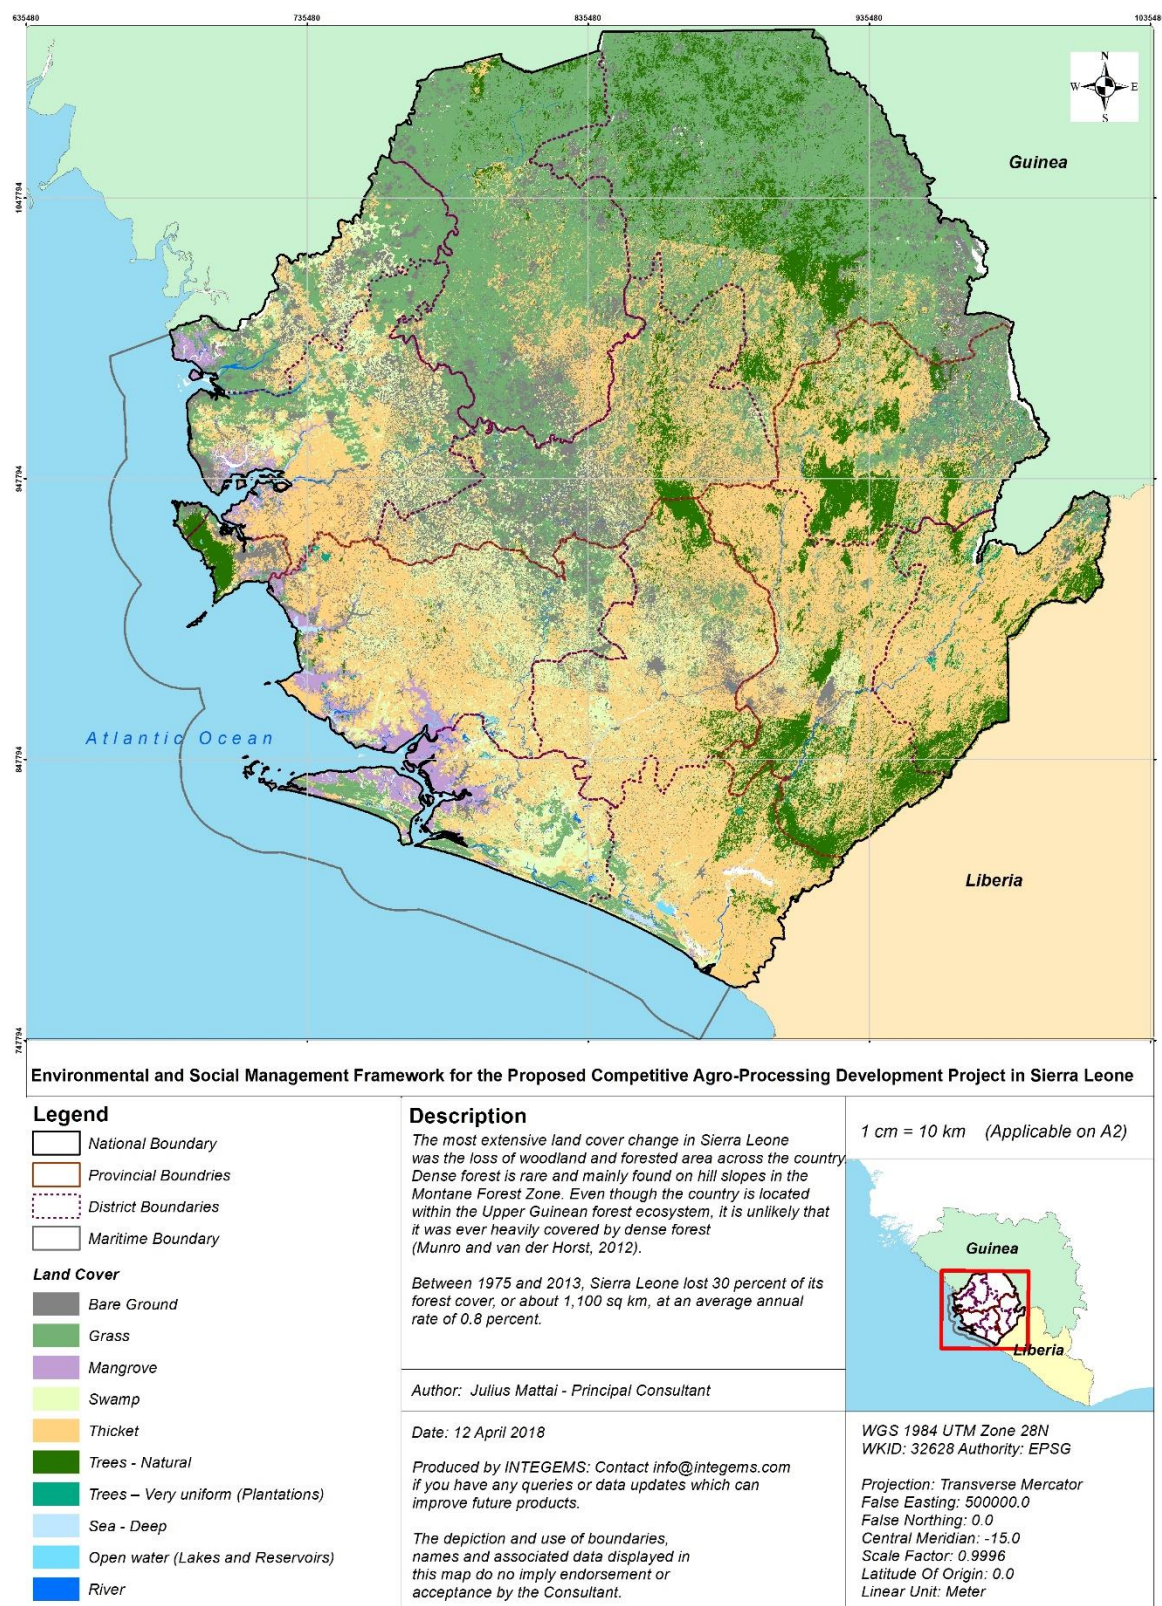 635480
735480
835480
935480
103548
N
W
E
S
Guinea
1047794
947794
847794
747794
Atlantic Ocean
Liberia
Environmental and Social Management Framework for the Proposed Competitive Agro-Processing Development Project in Sierra Leone
Legend
National Boundary
Provincial Boundries
District Boundaries
Maritime Boundary
Land Cover
Bare Ground
Grass
Mangrove
Swamp
Thicket
Trees - Natural
Trees – Very uniform (Plantations)
Sea - Deep
Open water (Lakes and Reservoirs)
River
Description
The most extensive land cover change in Sierra Leone
was the loss of woodland and forested area across the country.
Dense forest is rare and mainly found on hill slopes in the
Montane Forest Zone. Even though the country is located
within the Upper Guinean forest ecosystem, it is unlikely that
it was ever heavily covered by dense forest
(Munro and van der Horst, 2012).
Between 1975 and 2013, Sierra Leone lost 30 percent of its
forest cover, or about 1,100 sq km, at an average annual
rate of 0.8 percent.
Author: Julius Mattai - Principal Consultant
Date: 12 April 2018
Produced by INTEGEMS: Contact info@integems.com
if you have any queries or data updates which can
improve future products.
The depiction and use of boundaries,
names and associated data displayed in
this map do no imply endorsement or
acceptance by the Consultant.
1 cm = 10 km (Applicable on A2)
Guinea
Liberia
WGS 1984 UTM Zone 28N
WKID: 32628 Authority: EPSG
Projection: Transverse Mercator
False Easting: 500000.0
False Northing: 0.0
Central Meridian: -15.0
Scale Factor: 0.9996
Latitude Of Origin: 0.0
Linear Unit: Meter